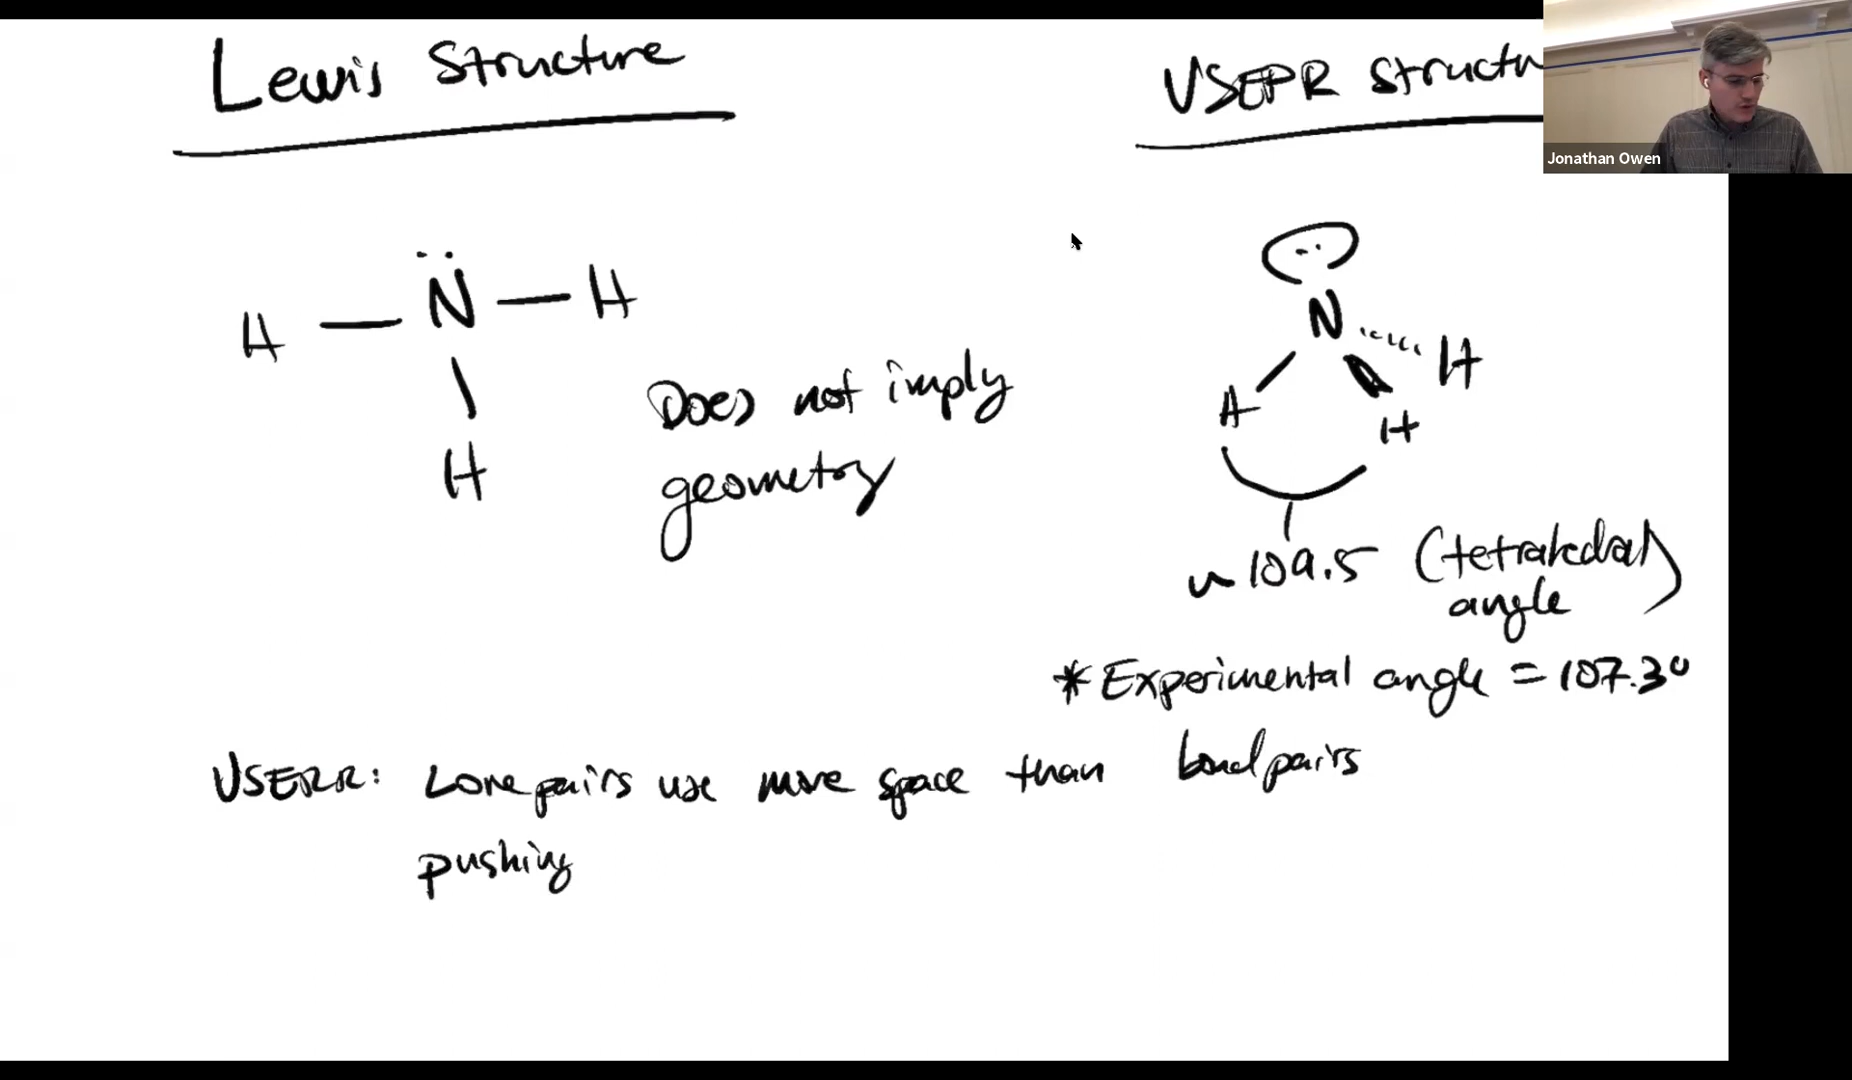 Lewis Structure
VSEPR Structu
Jonathan Owen
N
H — N — H
H
Does not imply
geometry
N
H
H
H
~ 109.5 (tetrahedal)
angle
* Experimental angle = 107.3°
VSEPR: Lone pairs use more space than bond pairs
pushing